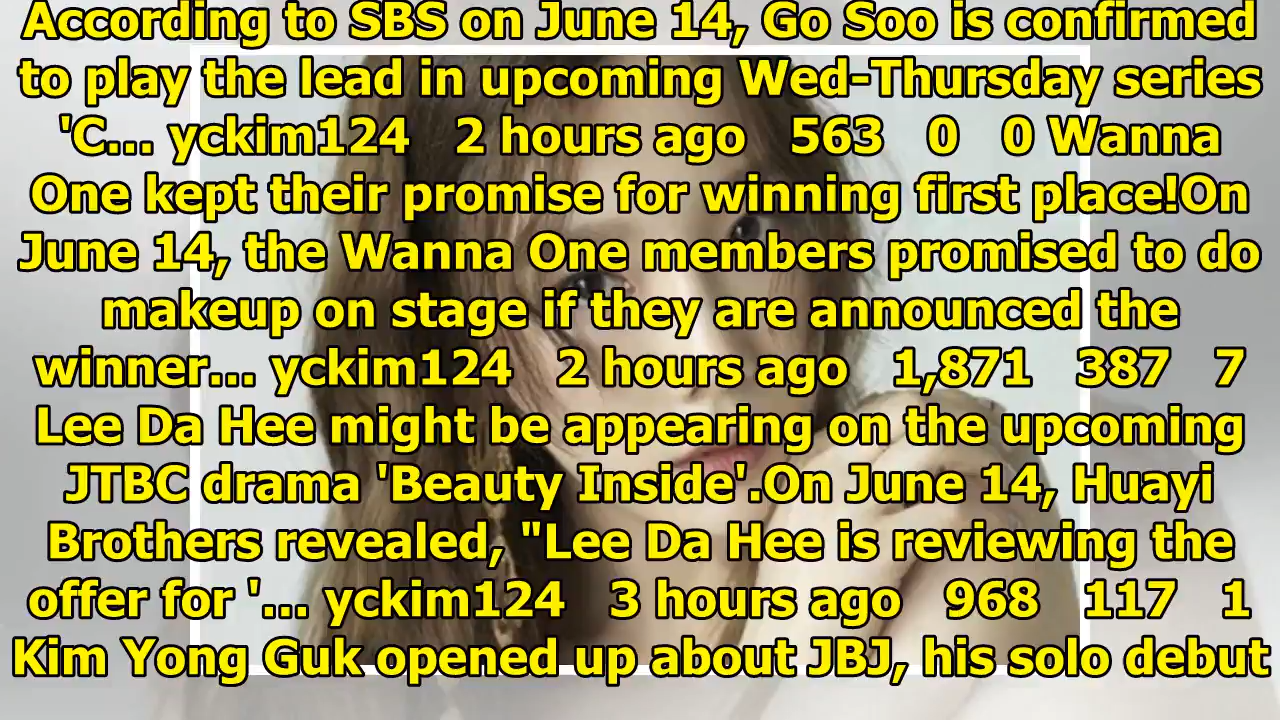 According to SBS on June 14, Go Soo is confirmed
to play the lead in upcoming Wed-Thursday series
'C... yckim124 2 hours ago 563 0 0 Wanna
One kept their promise for winning first place!On
June 14, the Wanna One members promised to do
makeup on stage if they are announced the
winner... yckim124 2 hours ago 1,871 387 7
Lee Da Hee might be appearing on the upcoming
JTBC drama 'Beauty Inside'.On June 14, Huayi
Brothers revealed, "Lee Da Hee is reviewing the
offer for '... yckim124 3 hours ago 968 117 1
Kim Yong Guk opened up about JBJ, his solo debut